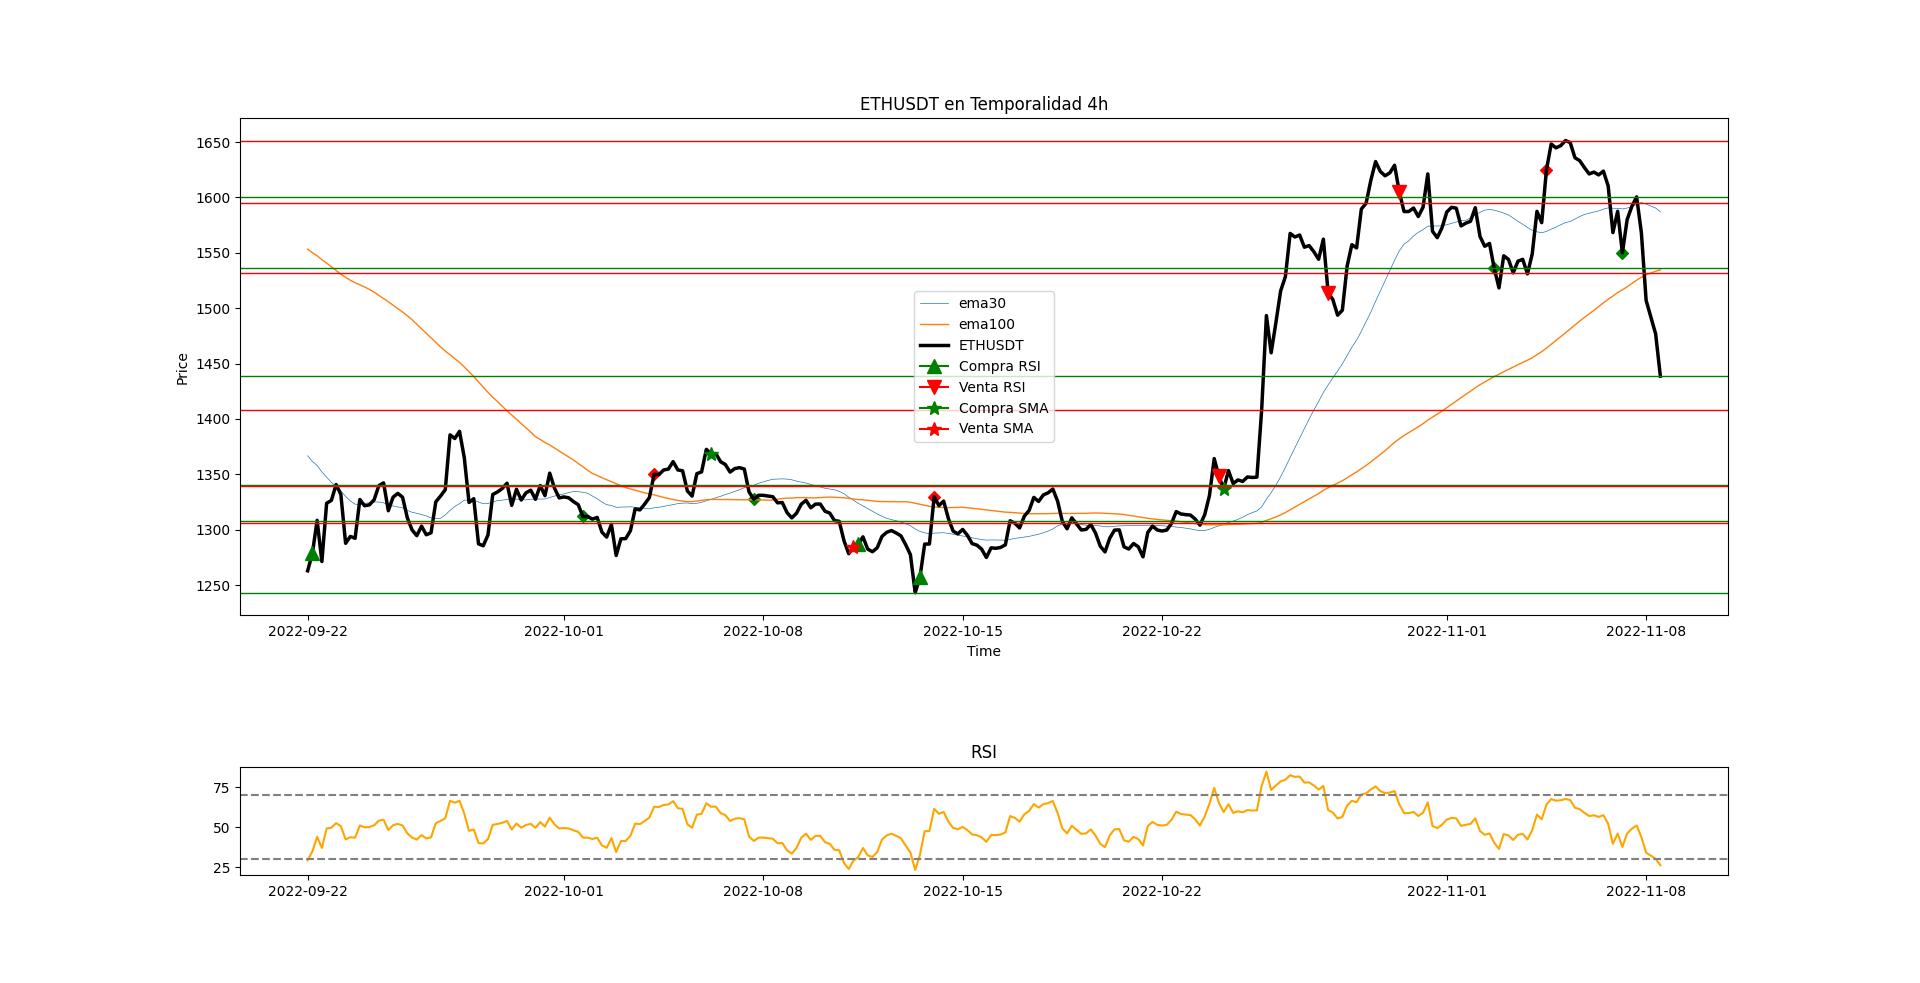 ETHUSDT en Temporalidad 4h
1650
1600
1550
1500
1450
1400
1350
1300
1250
Price
ema30
ema100
ETHUSDT
Compra RSI
Venta RSI
Compra SMA
Venta SMA
2022-09-22 2022-10-01 2022-10-08 2022-10-15 2022-10-22 2022-11-01 2022-11-08
Time
RSI
75
50
25
2022-09-22 2022-10-01 2022-10-08 2022-10-15 2022-10-22 2022-11-01 2022-11-08